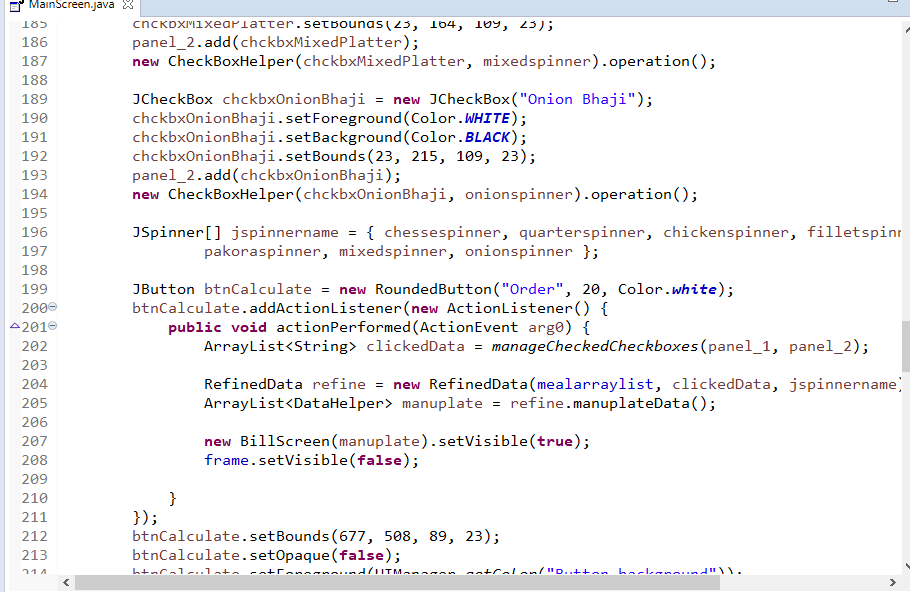 MainScreen.java
185 chckbxMixedPlatter.setBounds(23, 164, 109, 23);
186 panel_2.add(chckbxMixedPlatter);
187 new CheckBoxHelper(chckbxMixedPlatter, mixedspinner).operation();
188
189 JCheckBox chckbxOnionBhaji = new JCheckBox("Onion Bhaji");
190 chckbxOnionBhaji.setForeground(Color.WHITE);
191 chckbxOnionBhaji.setBackground(Color.BLACK);
192 chckbxOnionBhaji.setBounds(23, 215, 109, 23);
193 panel_2.add(chckbxOnionBhaji);
194 new CheckBoxHelper(chckbxOnionBhaji, onionspinner).operation();
195
196 JSpinner[] jspinnername = { chessespinner, quarterspinner, chickenspinner, filletspinn
197 pakoraspinner, mixedspinner, onionspinner };
198
199 JButton btnCalculate = new RoundedButton("Order", 20, Color.white);
200 btnCalculate.addActionListener(new ActionListener() {
201 public void actionPerformed(ActionEvent arg0) {
202 ArrayList<String> clickedData = manageCheckedCheckboxes(panel_1, panel_2);
203
204 RefinedData refine = new RefinedData(mealarraylist, clickedData, jspinnername)
205 ArrayList<DataHelper> manuplate = refine.manuplateData();
206
207 new BillScreen(manuplate).setVisible(true);
208 frame.setVisible(false);
209
210 }
211 });
212 btnCalculate.setBounds(677, 508, 89, 23);
213 btnCalculate.setOpaque(false);
214 btnCalculate.setForeground(UIManager.getColor("Button.background"));